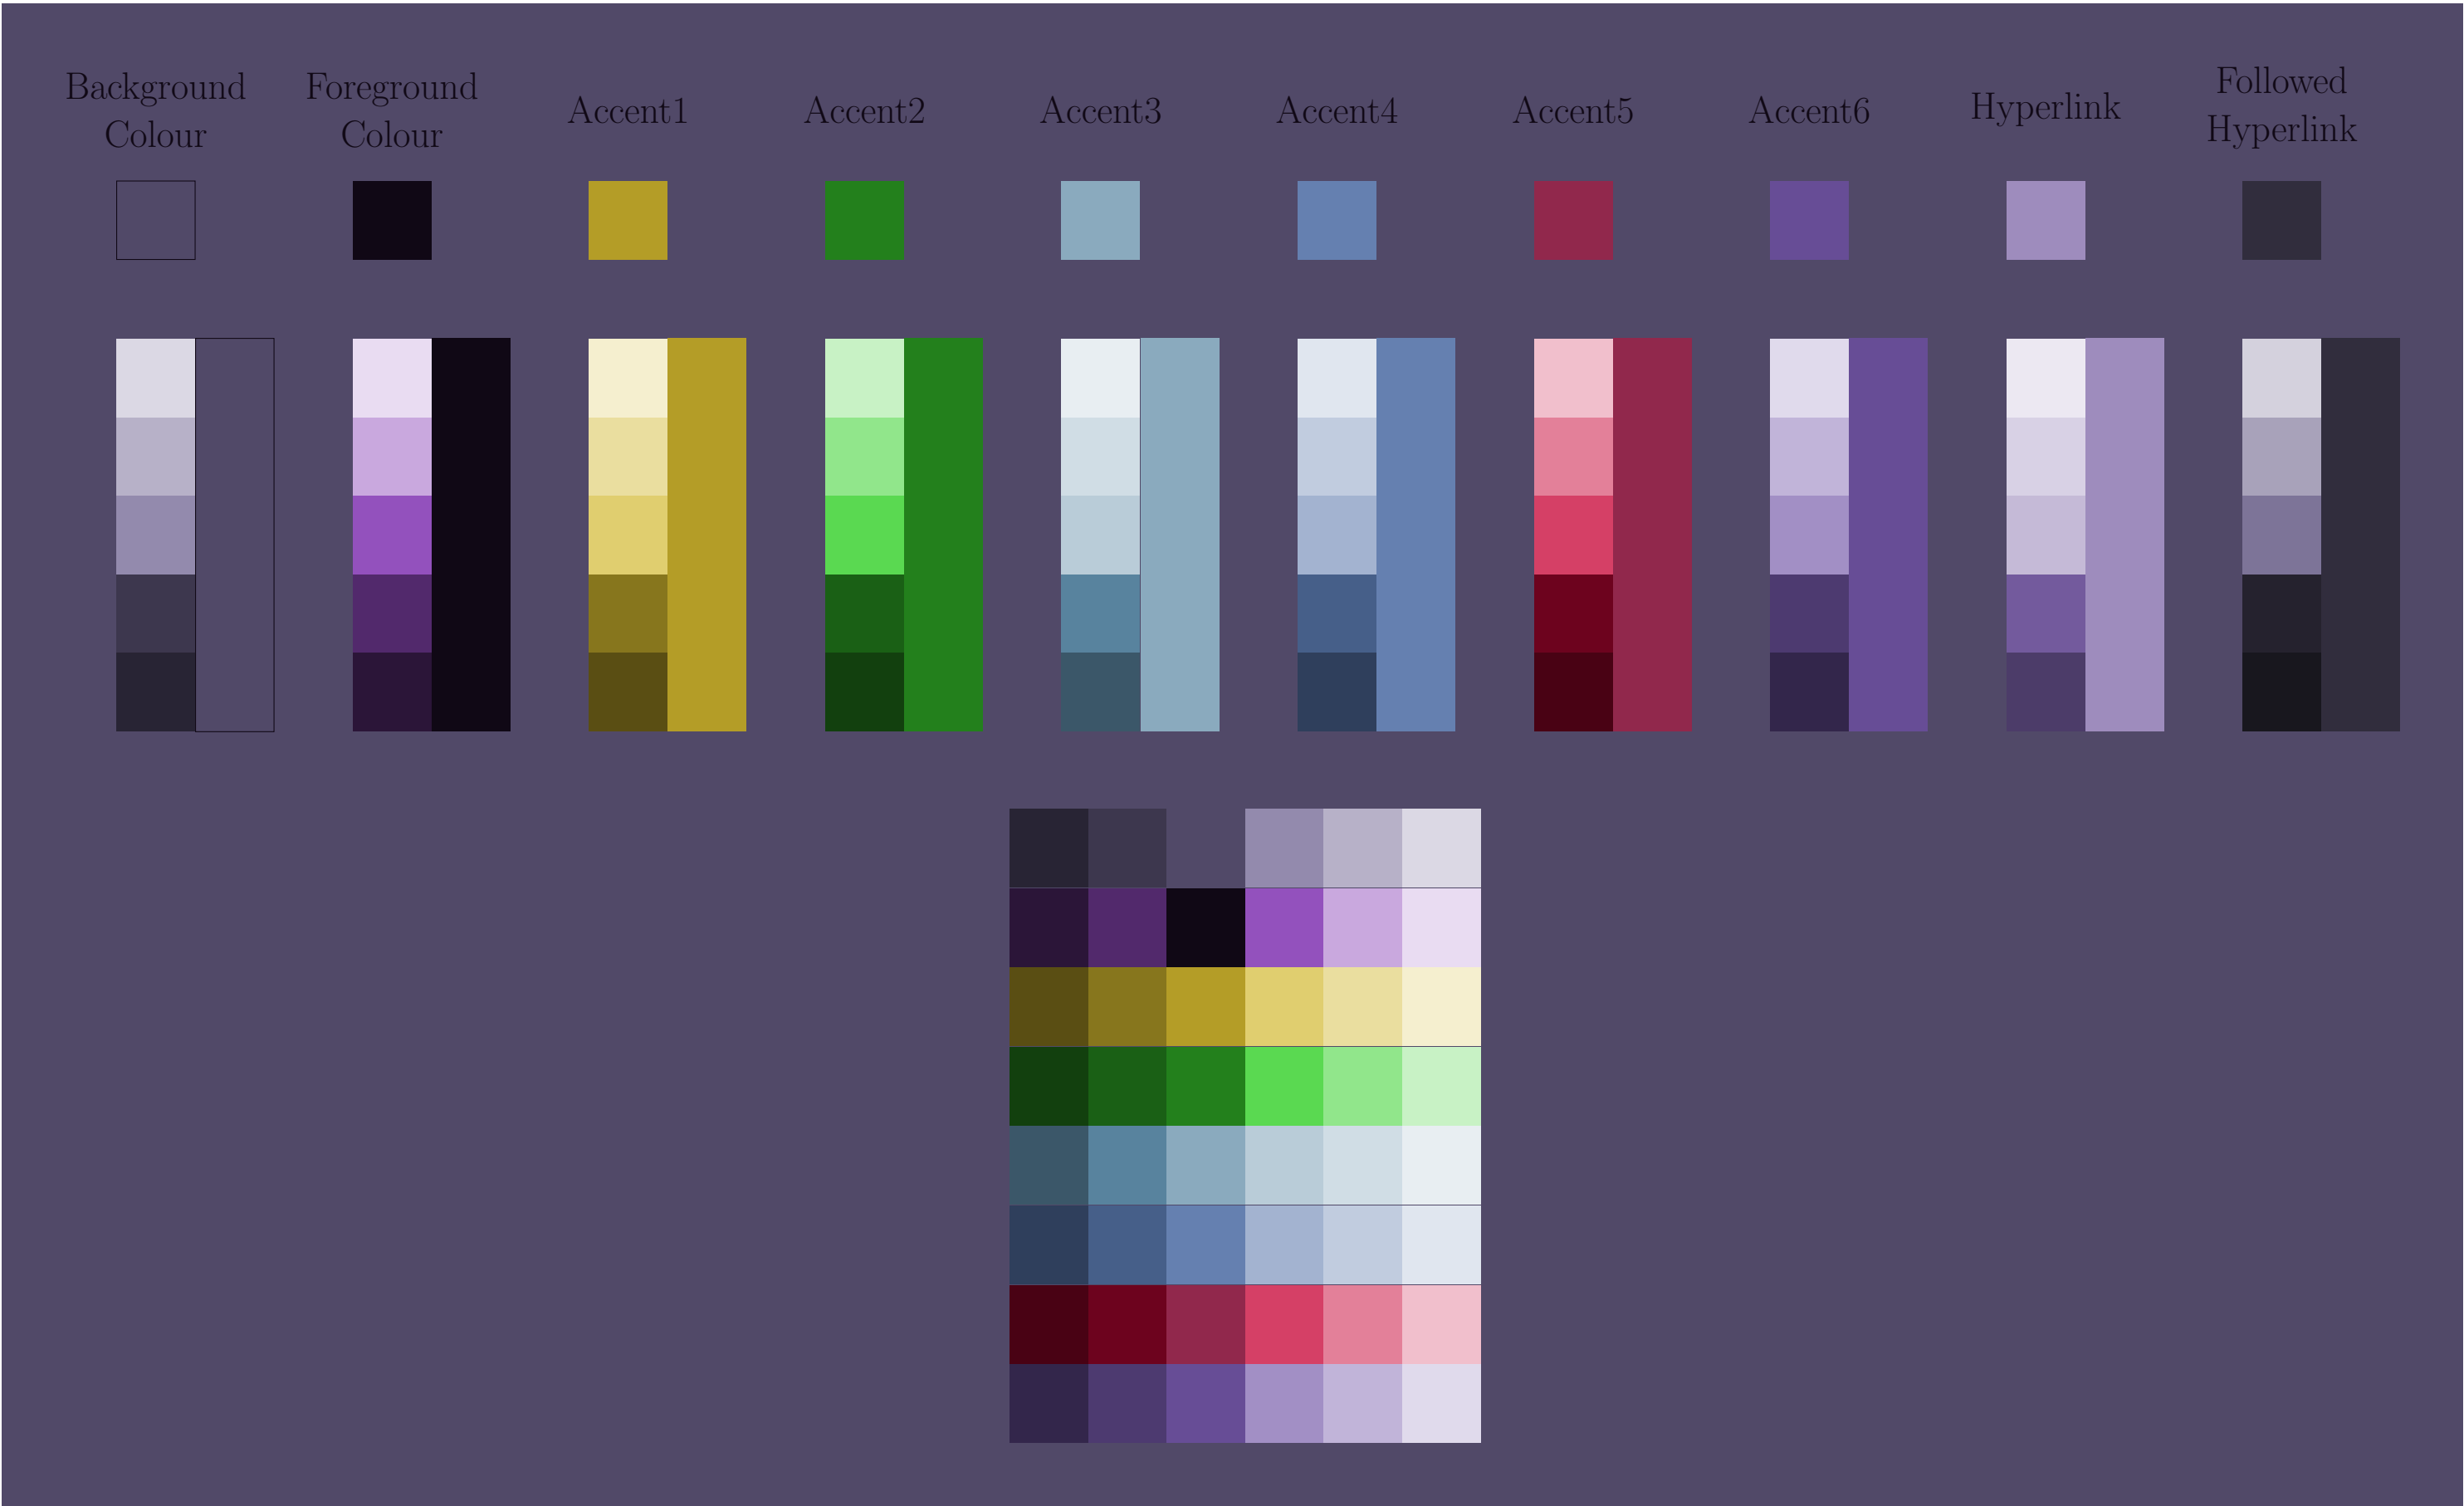 Background
Colour
Foreground
Colour
Accent1
Accent2
Accent3
Accent4
Accent5
Accent6
Hyperlink
Followed
Hyperlink